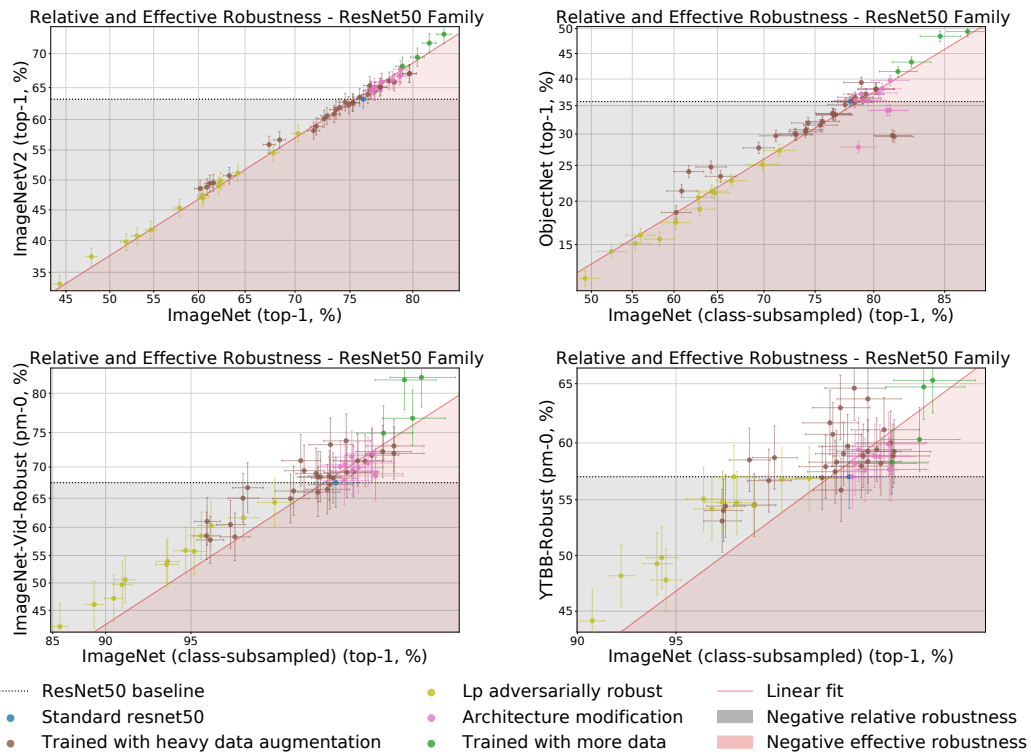 Relative and Effective Robustness - ResNet50 Family
ImageNetV2 (top-1, %)
70
65
60
55
50
45
40
35
45
50
55
60
65
70
75
80
ImageNet (top-1, %)
Relative and Effective Robustness - ResNet50 Family
ObjectNet (top-1, %)
50
45
40
35
30
25
20
15
50
55
60
65
70
75
80
85
ImageNet (class-subsampled) (top-1, %)
Relative and Effective Robustness - ResNet50 Family
ImageNet-Vid-Robust (pm-0, %)
80
75
70
65
60
55
50
45
85
90
95
ImageNet (class-subsampled) (top-1, %)
Relative and Effective Robustness - ResNet50 Family
YTBB-Robust (pm-0, %)
65
60
55
50
45
90
95
ImageNet (class-subsampled) (top-1, %)
ResNet50 baseline
Standard resnet50
Trained with heavy data augmentation
Lp adversarially robust
Architecture modification
Trained with more data
Linear fit
Negative relative robustness
Negative effective robustness